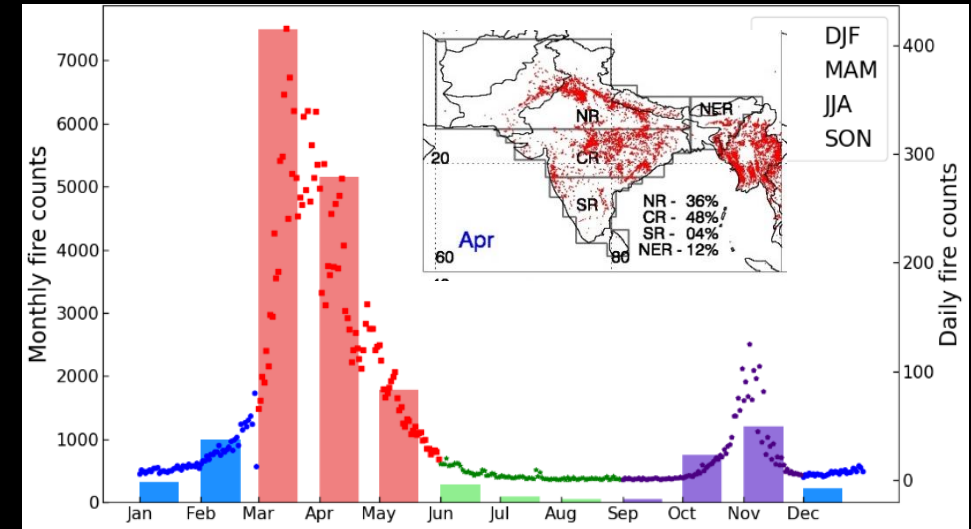 Monthly fire counts
7000
6000
5000
4000
3000
2000
1000
0
Jan Feb Mar Apr May Jun Jul Aug Sep Oct Nov Dec
Daily fire counts
400
300
200
100
0
DJF
MAM
JJA
SON
NR
NER
CR
SR
20
60
80
Apr
NR - 36%
CR - 48%
SR - 04%
NER - 12%